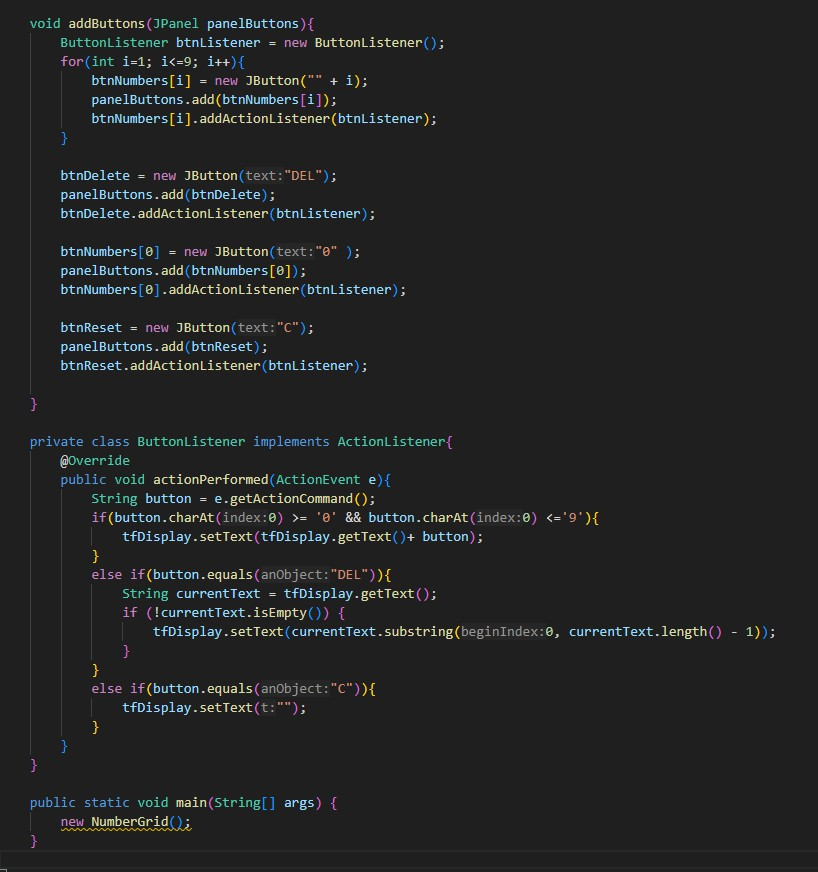 void addButtons(JPanel panelButtons){
ButtonListener btnListener = new ButtonListener();
for(int i=1; i<=9; i++){
btnNumbers[i] = new JButton("" + i);
panelButtons.add(btnNumbers[i]);
btnNumbers[i].addActionListener(btnListener);
}
btnDelete = new JButton(text:"DEL");
panelButtons.add(btnDelete);
btnDelete.addActionListener(btnListener);
btnNumbers[0] = new JButton(text:"0" );
panelButtons.add(btnNumbers[0]);
btnNumbers[0].addActionListener(btnListener);
btnReset = new JButton(text:"C");
panelButtons.add(btnReset);
btnReset.addActionListener(btnListener);
}
private class ButtonListener implements ActionListener{
@Override
public void actionPerformed(ActionEvent e){
String button = e.getActionCommand();
if(button.charAt(index:0) >= '0' && button.charAt(index:0) <='9'){
tfDisplay.setText(tfDisplay.getText()+ button);
}
else if(button.equals(anObject:"DEL")){
String currentText = tfDisplay.getText();
if (!currentText.isEmpty()) {
tfDisplay.setText(currentText.substring(beginIndex:0, currentText.length() - 1));
}
}
else if(button.equals(anObject:"C")){
tfDisplay.setText(t:"");
}
}
}
public static void main(String[] args) {
new NumberGrid();
}